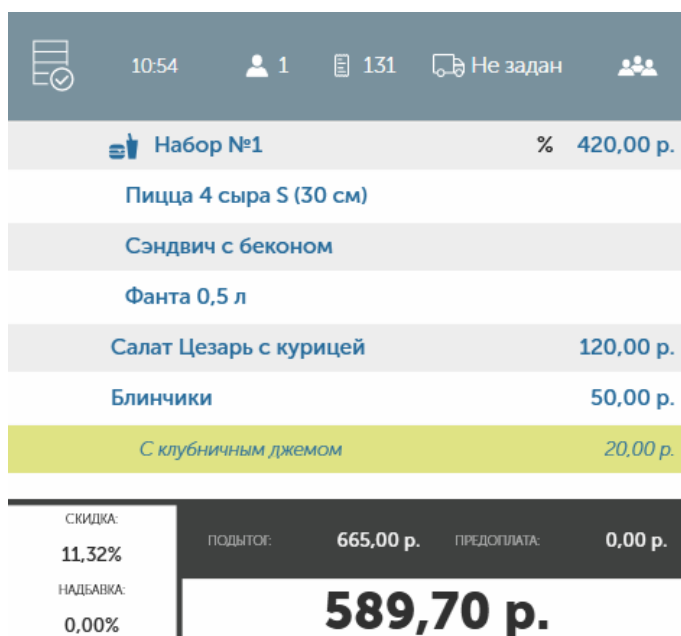 10:54 1 131 Не задан
Набор №1 % 420,00 р.
Пицца 4 сыра S (30 см)
Сэндвич с беконом
Фанта 0,5 л
Салат Цезарь с курицей 120,00 р.
Блинчики 50,00 р.
С клубничным джемом 20,00 р.
СКИДКА:
11,32%
ПОДЫТОГ: 665,00 р. ПРЕДОПЛАТА: 0,00 р.
НАДБАВКА:
0,00%
589,70 р.